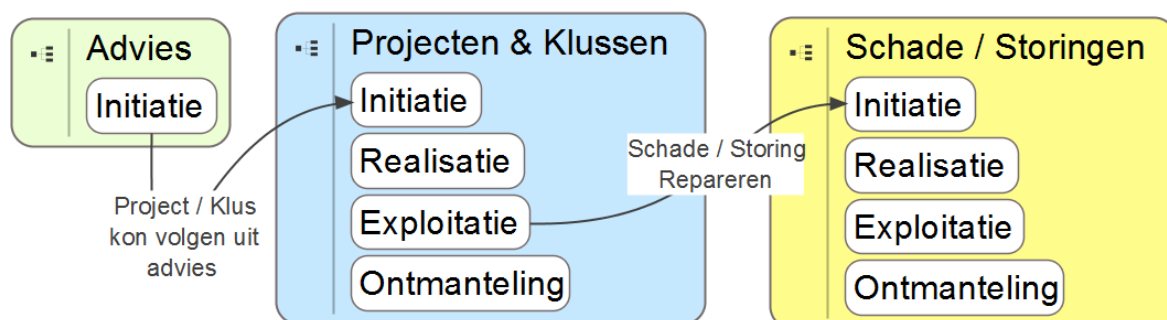 Advies
Initiatie
Project / Klus
kon volgen uit
advies
Projecten & Klussen
Initiatie
Realisatie
Exploitatie
Ontmanteling
Schade / Storing
Repareren
Schade / Storingen
Initiatie
Realisatie
Exploitatie
Ontmanteling